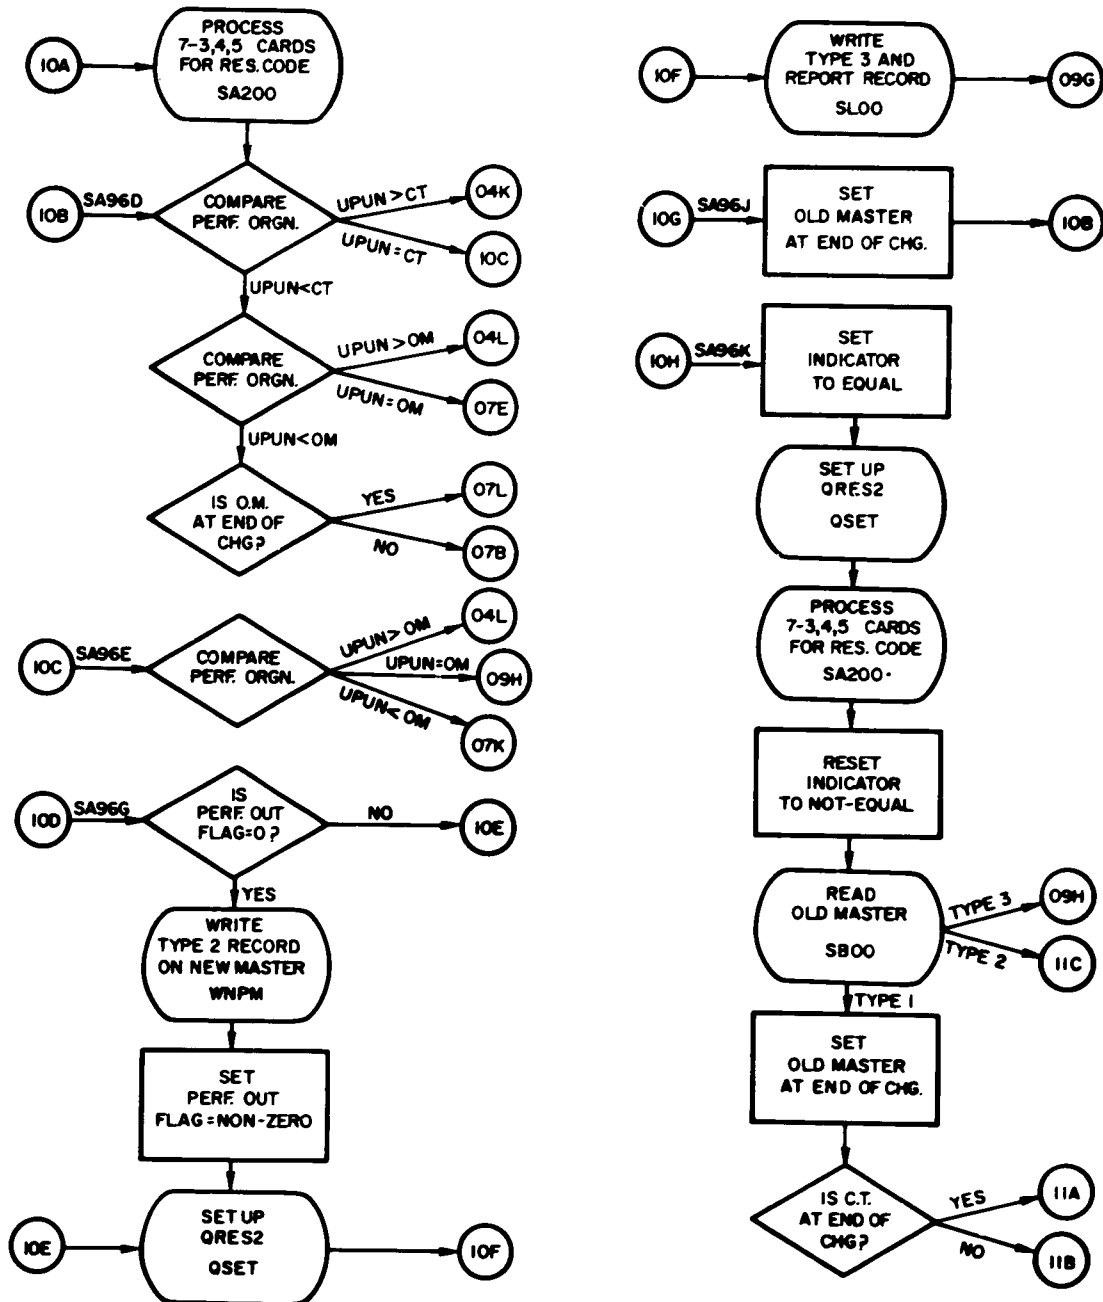 10A
PROCESS
7-3,4,5 CARDS
FOR RES. CODE
SA200
10B
SA96D
COMPARE
PERF. ORGN.
UPUN>CT
04K
UPUN=CT
10C
UPUN<CT
COMPARE
PERF. ORGN.
UPUN>OM
04L
UPUN=OM
07E
UPUN<OM
IS O.M.
AT END OF
CHG?
YES
07L
NO
07B
10C
SA96E
COMPARE
PERF. ORGN.
UPUN>OM
04L
UPUN=OM
09H
UPUN<OM
07K
10D
SA96G
IS
PERF. OUT
FLAG=0?
NO
10E
YES
WRITE
TYPE 2 RECORD
ON NEW MASTER
WNPM
SET
PERF. OUT
FLAG=NON-ZERO
10E
SET UP
QRES2
QSET
10F
10F
WRITE
TYPE 3 AND
REPORT RECORD
SL00
09G
10G
SA96J
SET
OLD MASTER
AT END OF CHG.
10B
10H
SA96K
SET
INDICATOR
TO EQUAL
SET UP
QRES2
QSET
PROCESS
7-3,4,5 CARDS
FOR RES. CODE
SA200.
RESET
INDICATOR
TO NOT-EQUAL
READ
OLD MASTER
SB00
TYPE 3
09H
TYPE 2
11C
TYPE 1
SET
OLD MASTER
AT END OF CHG.
IS C.T.
AT END OF
CHG?
YES
11A
NO
11B